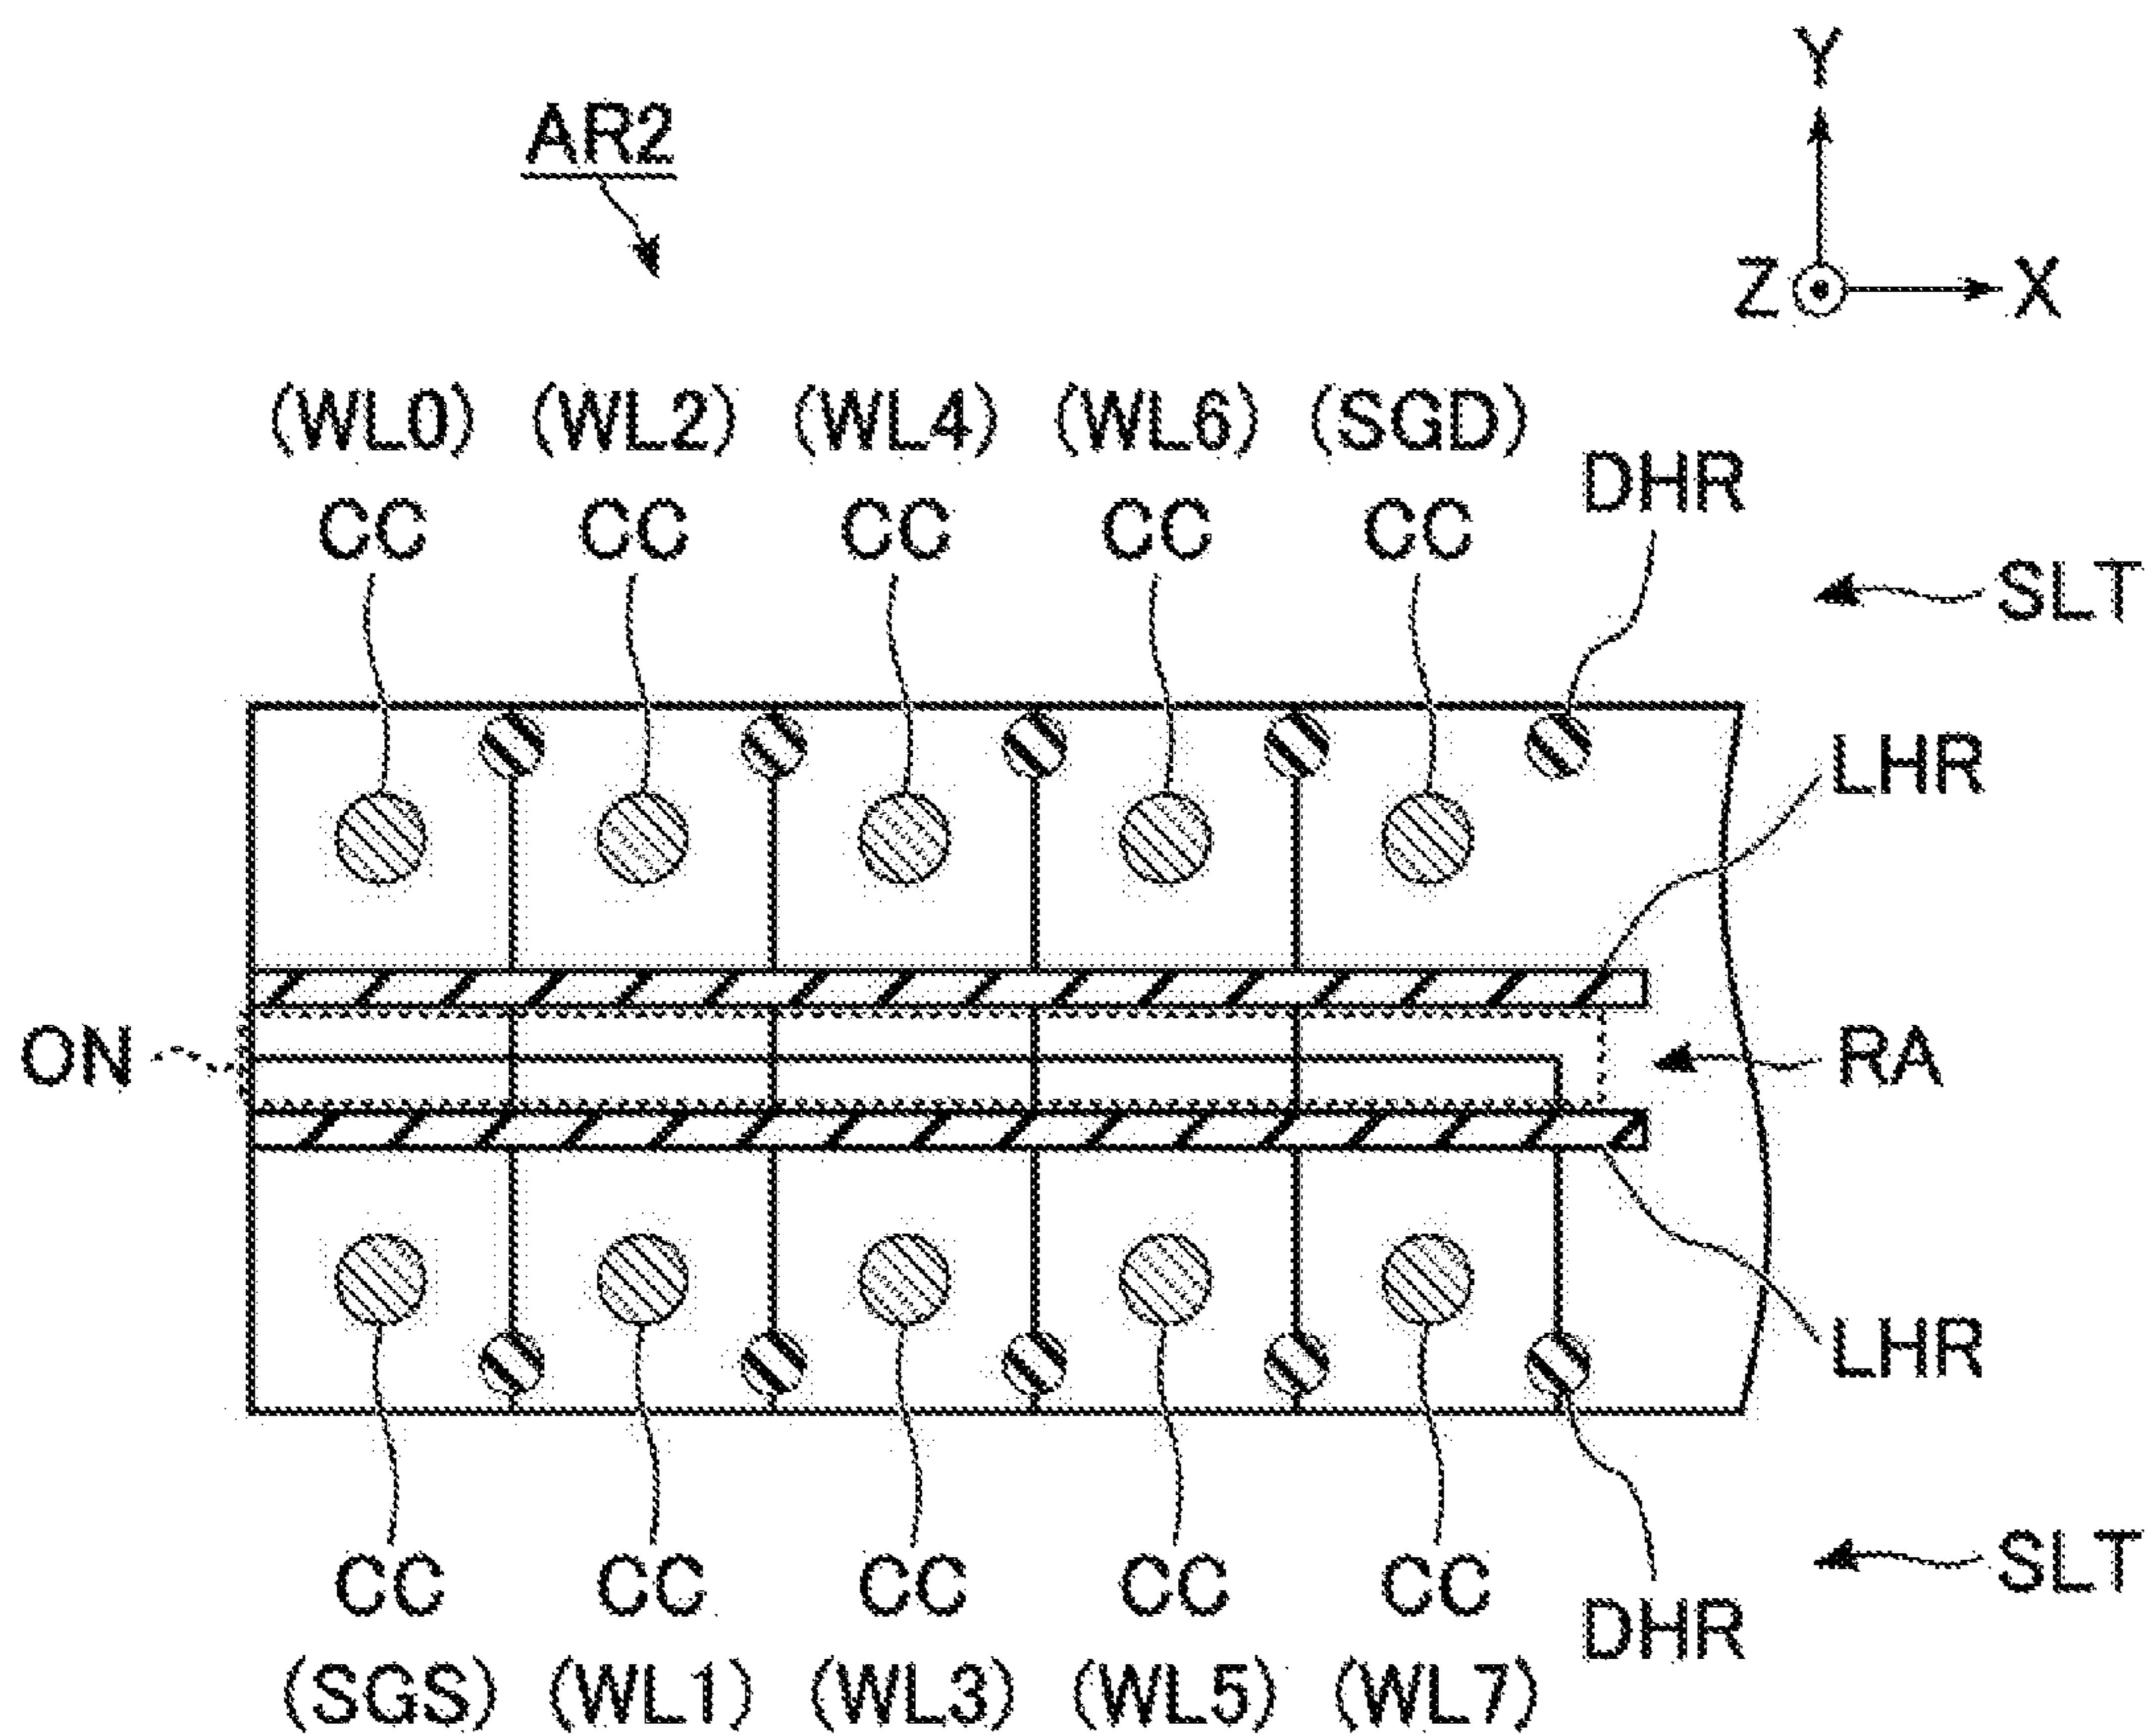 Y
AR2
Z X
(WL0) (WL2) (WL4) (WL6) (SGD)
DHR
CC CC CC CC CC
SLT
LHR
ON
RA
LHR
CC CC CC CC CC
SLT
DHR
(SGS) (WL1) (WL3) (WL5) (WL7)